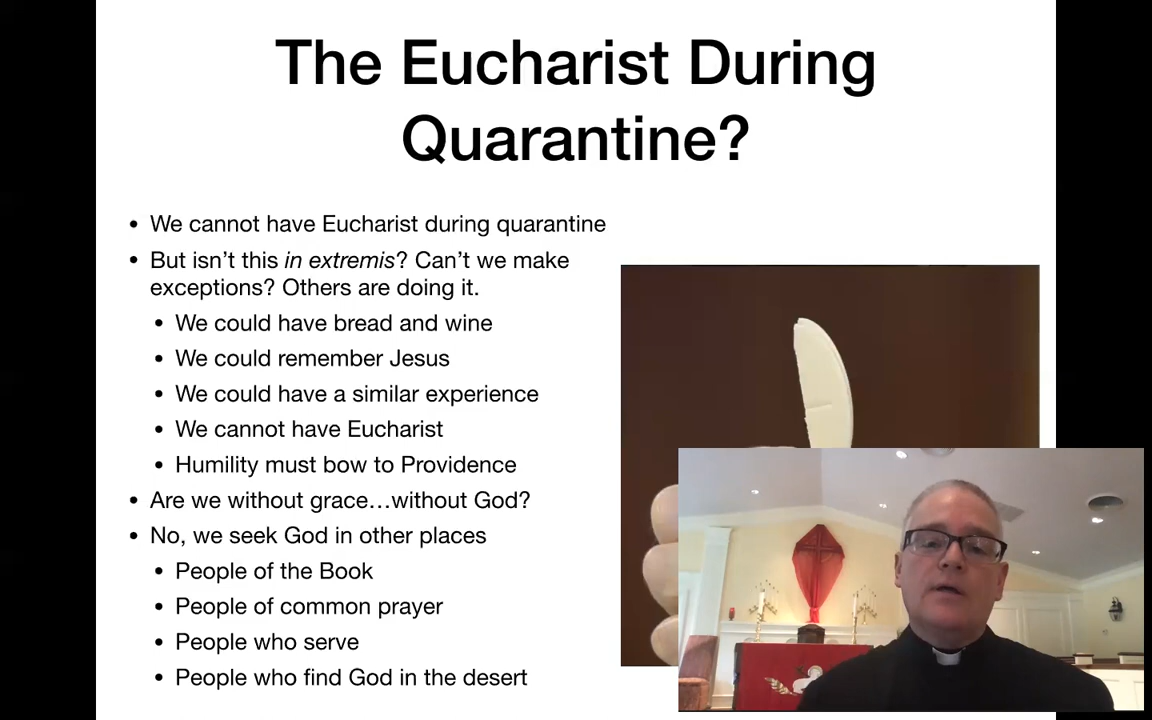 The Eucharist During
Quarantine?
• We cannot have Eucharist during quarantine
• But isn’t this in extremis? Can’t we make
exceptions? Others are doing it.
• We could have bread and wine
• We could remember Jesus
• We could have a similar experience
• We cannot have Eucharist
• Humility must bow to Providence
• Are we without grace…without God?
• No, we seek God in other places
• People of the Book
• People of common prayer
• People who serve
• People who find God in the desert